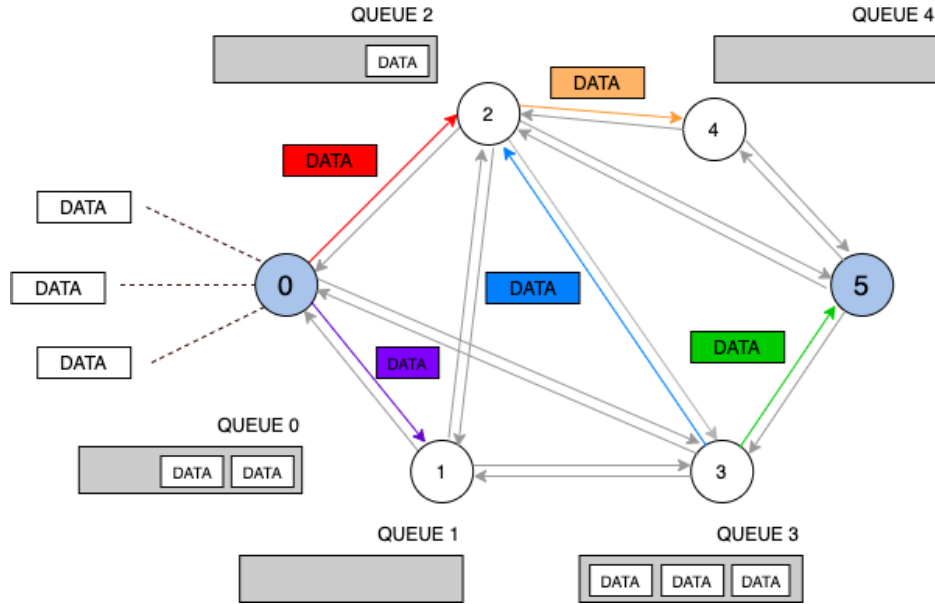 QUEUE 2
QUEUE 4
DATA
DATA
2
4
DATA
DATA
DATA
0
DATA
5
DATA
DATA
DATA
QUEUE 0
DATA DATA
1
3
QUEUE 1
QUEUE 3
DATA DATA DATA